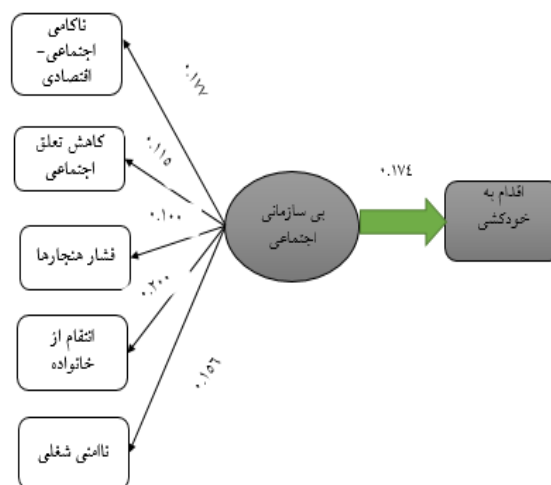 ناکامی
اجتماعی-
اقتصادی
۰.۱۷۷
کاهش تعلق
اجتماعی
۰.۱۱۵
فشار هنجارها
۰.۱۰۰
انتقام از
خانواده
۰.۲۰۰
ناامنی شغلی
۰.۱۵۶
بی سازمانی
اجتماعی
۰.۱۷٤
اقدام به
خودکشی